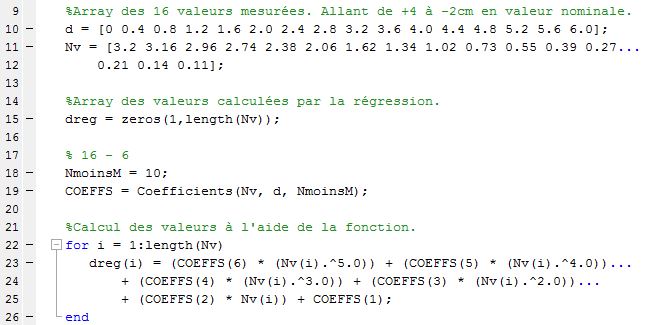 9 %Array des 16 valeurs mesurées. Allant de +4 à -2cm en valeur nominale.
10 - d = [0 0.4 0.8 1.2 1.6 2.0 2.4 2.8 3.2 3.6 4.0 4.4 4.8 5.2 5.6 6.0];
11 - Nv = [3.2 3.16 2.96 2.74 2.38 2.06 1.62 1.34 1.02 0.73 0.55 0.39 0.27...
12 0.21 0.14 0.11];
13
14 %Array des valeurs calculées par la régression.
15 - dreg = zeros(1,length(Nv));
16
17 % 16 - 6
18 - NmoinsM = 10;
19 - COEFFS = Coefficients(Nv, d, NmoinsM);
20
21 %Calcul des valeurs à l'aide de la fonction.
22 - for i = 1:length(Nv)
23 - dreg(i) = (COEFFS(6) * (Nv(i).^5.0)) + (COEFFS(5) * (Nv(i).^4.0))...
24 + (COEFFS(4) * (Nv(i).^3.0)) + (COEFFS(3) * (Nv(i).^2.0))...
25 + (COEFFS(2) * Nv(i)) + COEFFS(1);
26 - end